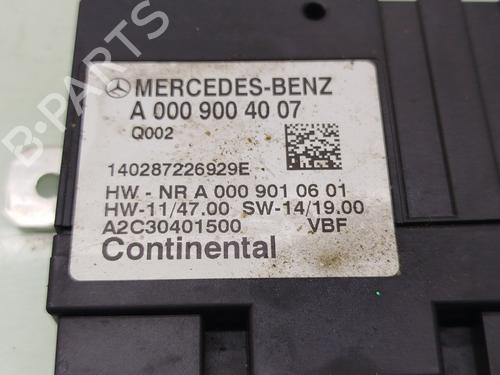 MERCEDES-BENZ
A 000 900 40 07
Q002
140287226929E
HW - NR A 000 901 06 01
HW-11/47.00 SW-14/19.00
A2C30401500 VBF
Continental
B-PARTS